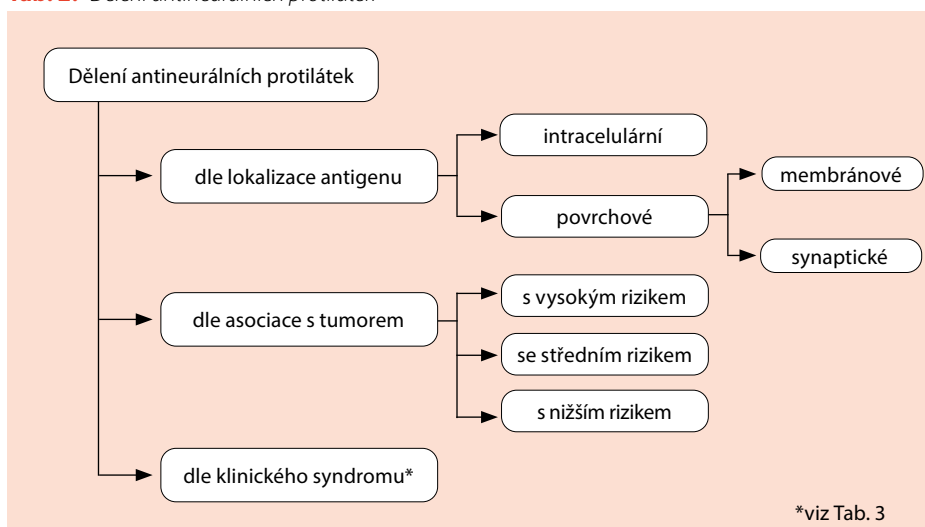 Dělení antineurálních protilátek
dle lokalizace antigenu
intracelulární
povrchové
membránové
synaptické
dle asociace s tumorem
s vysokým rizikem
se středním rizikem
s nižším rizikem
dle klinického syndromu*
*viz Tab. 3